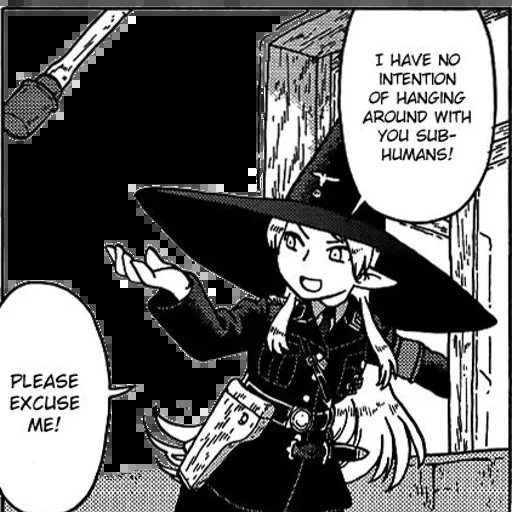 I HAVE NO
INTENTION
OF HANGING
AROUND WITH
YOU SUB-
HUMANS!
PLEASE
EXCUSE
ME!